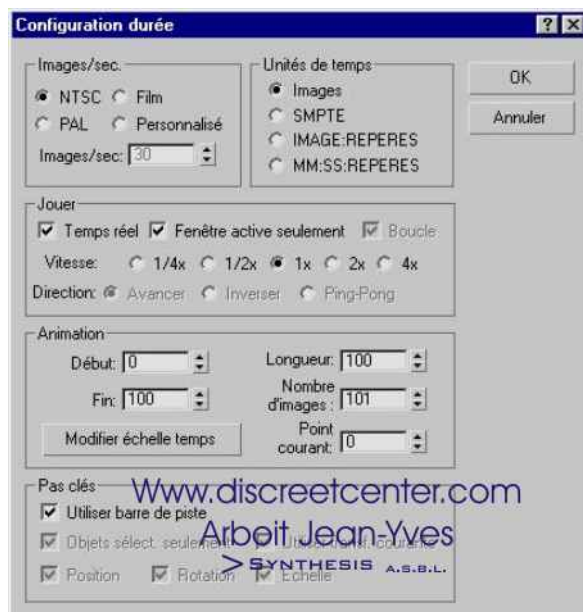 Configuration durée
Images/sec.
NTSC Film
PAL Personnalisé
Images/sec: 30
Unités de temps
Images
SMPTE
IMAGE:REPERES
MM:SS:REPERES
OK
Annuler
Jouer
Temps réel Fenêtre active seulement Boucle
Vitesse: 1/4x 1/2x 1x 2x 4x
Direction: Avancer Inverser Ping-Pong
Animation
Début: 0
Longueur: 100
Fin: 100
Nombre d'images : 101
Modifier échelle temps
Point courant: 0
Pas clés
Www.discreetcenter.com
Utiliser barre de piste
Arbeit Jean-Yves
Objets sélect. seulement Utiliser transf. courante
> SYNTHESIS A.S.B.L.
Position Rotation Echelle